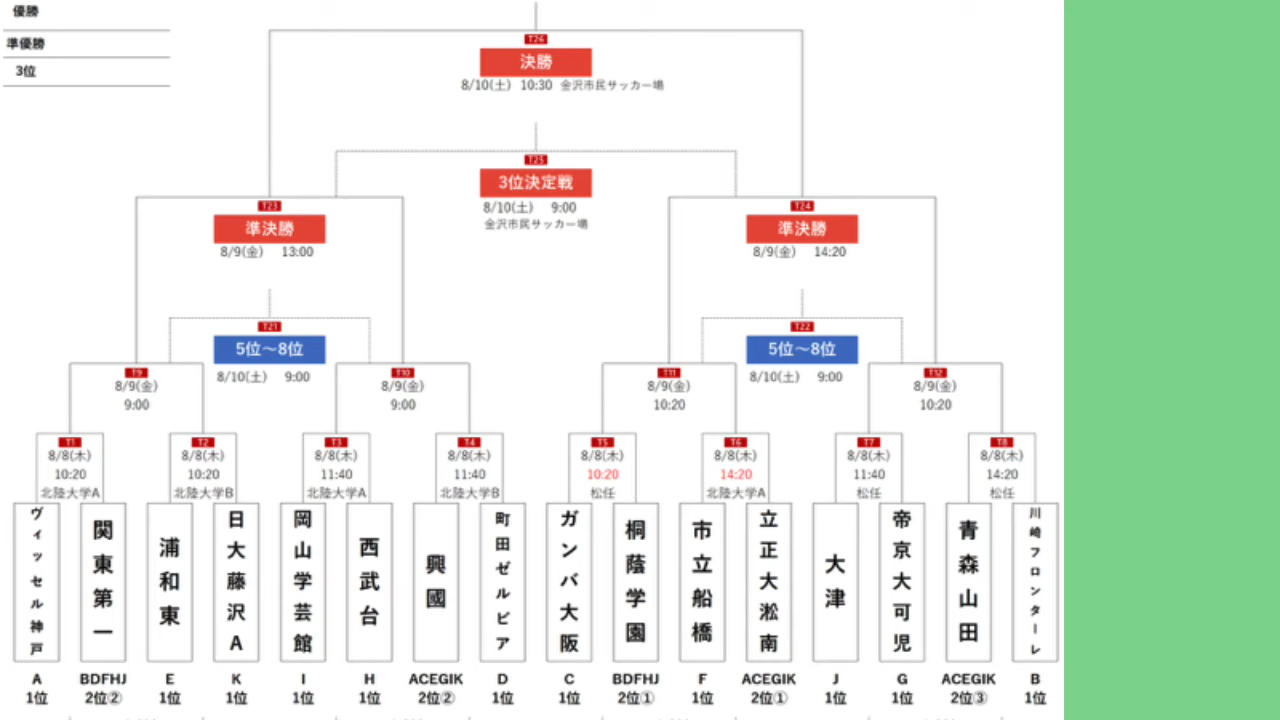 優勝
準優勝
3位
T26
決勝
8/10(土) 10:30 金沢市民サッカー場
T25
3位決定戦
8/10(土) 9:00
金沢市民サッカー場
T23
準決勝
8/9(金) 13:00
T24
準決勝
8/9(金) 14:20
T21
5位〜8位
8/10(土) 9:00
T22
5位〜8位
8/10(土) 9:00
T9
8/9(金)
9:00
T10
8/9(金)
9:00
T11
8/9(金)
10:20
T12
8/9(金)
10:20
T1
8/8(木)
10:20
北陸大学A
T2
8/8(木)
10:20
北陸大学B
T3
8/8(木)
11:40
北陸大学A
T4
8/8(木)
11:40
北陸大学B
T5
8/8(木)
10:20
松任
T6
8/8(木)
14:20
北陸大学A
T7
8/8(木)
11:40
松任
T8
8/8(木)
14:20
松任
ヴィッセル神戸
関東第一
浦和東
日大藤沢A
岡山学芸館
西武台
興國
町田ゼルビア
ガンバ大阪
桐蔭学園
市立船橋
立正大淞南
大津
帝京大可児
青森山田
川崎フロンターレ
A BDFHJ E K I H ACEGIK D C BDFHJ F ACEGIK J G ACEGIK B
1位 2位② 1位 1位 1位 1位 2位② 1位 1位 2位① 1位 2位① 1位 1位 2位③ 1位